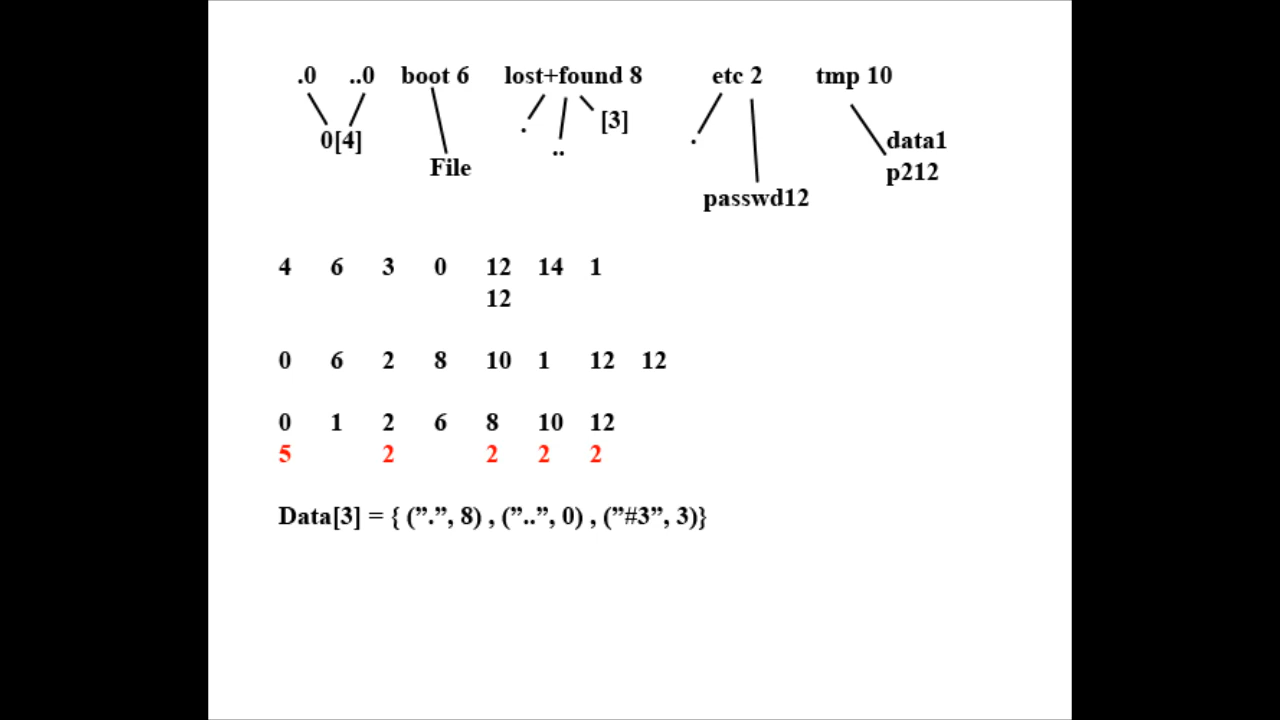 .0 ..0 boot 6 lost+found 8 etc 2 tmp 10
[3]
0[4] . . data1
..
File p212
passwd12
4 6 3 0 12 14 1
12
0 6 2 8 10 1 12 12
0 1 2 6 8 10 12
5 2 2 2 2
Data[3] = { (”.”, 8) , (”..”, 0) , (”#3”, 3)}